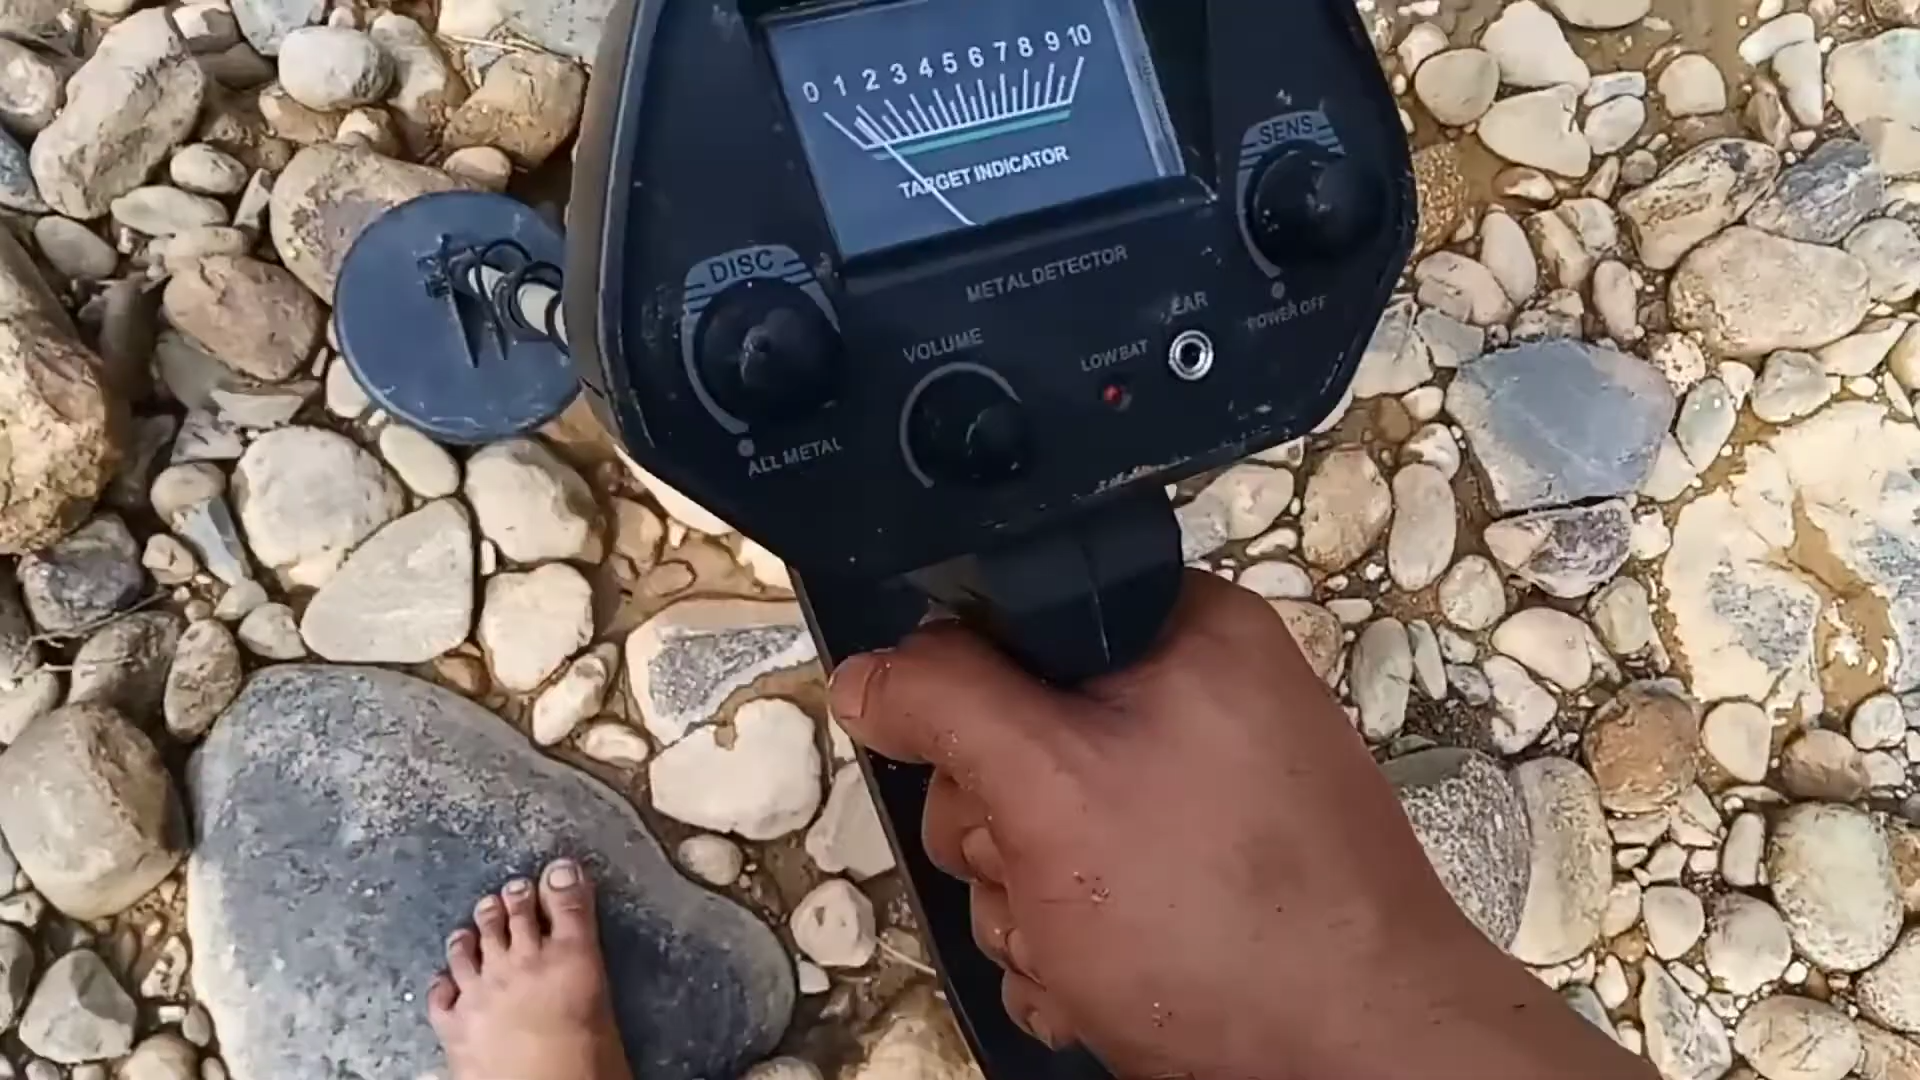 0 1 2 3 4 5 6 7 8 9 10
TARGET INDICATOR
SENS
DISC
METAL DETECTOR
EAR
POWER OFF
VOLUME
LOW BAT
ALL METAL